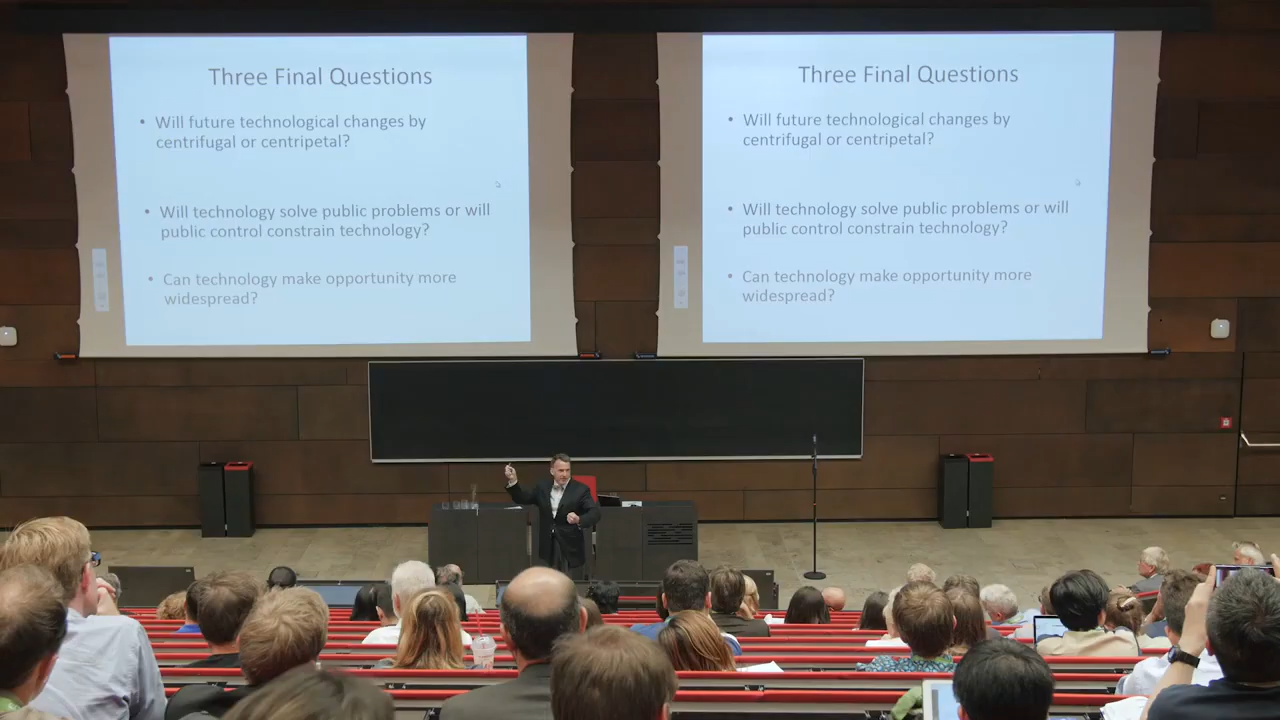 Three Final Questions
• Will future technological changes by
centrifugal or centripetal?
• Will technology solve public problems or will
public control constrain technology?
• Can technology make opportunity more
widespread?
Three Final Questions
• Will future technological changes by
centrifugal or centripetal?
• Will technology solve public problems or will
public control constrain technology?
• Can technology make opportunity more
widespread?